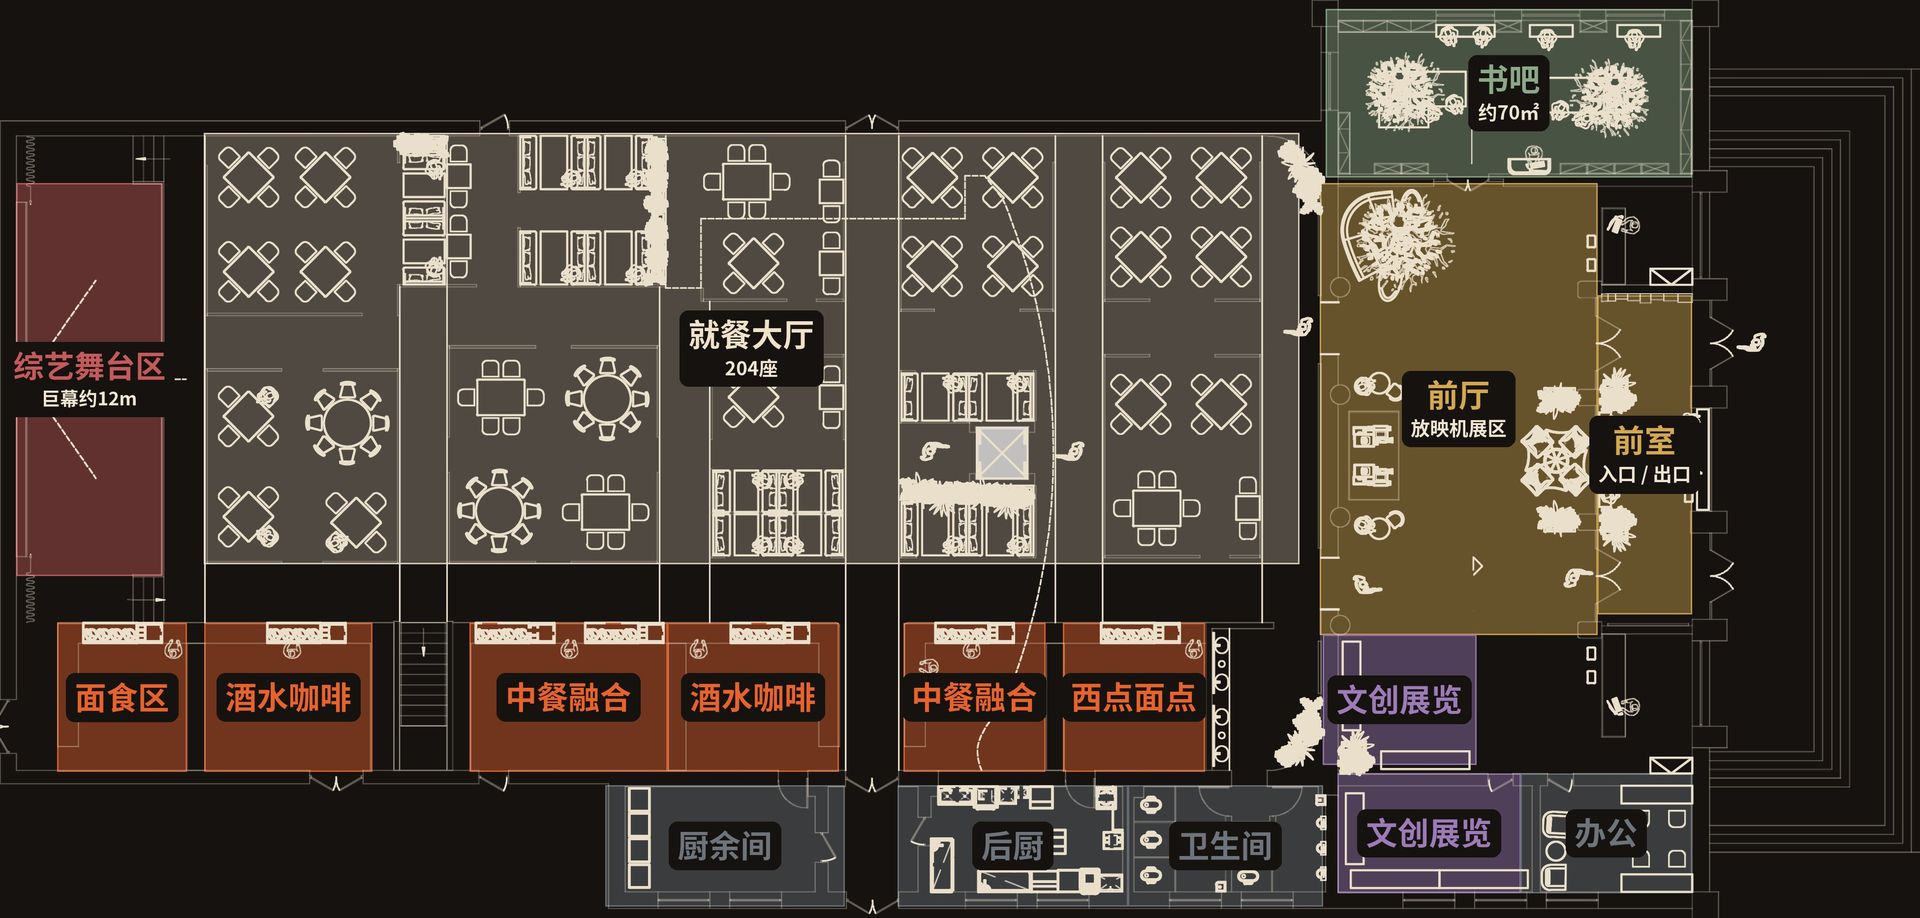 书吧
约70㎡
就餐大厅
204座
综艺舞台区
巨幕约12m
前厅
放映机展区
前室
入口 / 出口
面食区
酒水咖啡
中餐融合
酒水咖啡
中餐融合
西点面点
文创展览
厨余间
后厨
卫生间
文创展览
办公